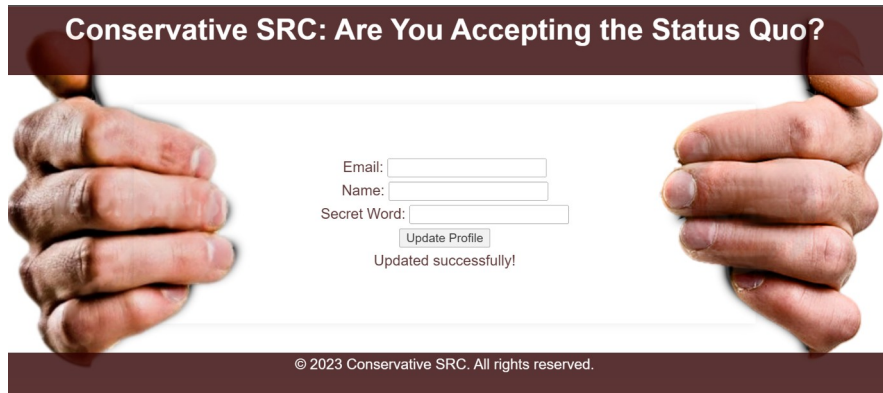 Conservative SRC: Are You Accepting the Status Quo?
Email:
Name:
Secret Word:
Update Profile
Updated successfully!
© 2023 Conservative SRC. All rights reserved.